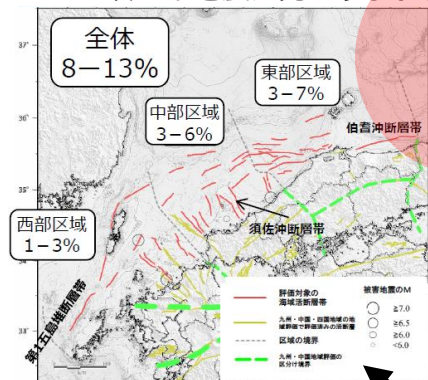 全体
8－13%
東部区域
3－7%
中部区域
3－6%
伯耆沖断層帯
須佐沖断層帯
西部区域
1－3%
第1五島堆断層帯
37°
36°
35°
34°
33°
評価対象の
海域活断層帯
九州・中国・四国地域の地
域評価で評価済みの活断層
区域の境界
九州・中国地域評価の
区分け境界
被害地震のM
≧7.0
≧6.5
≧6.0
<6.0